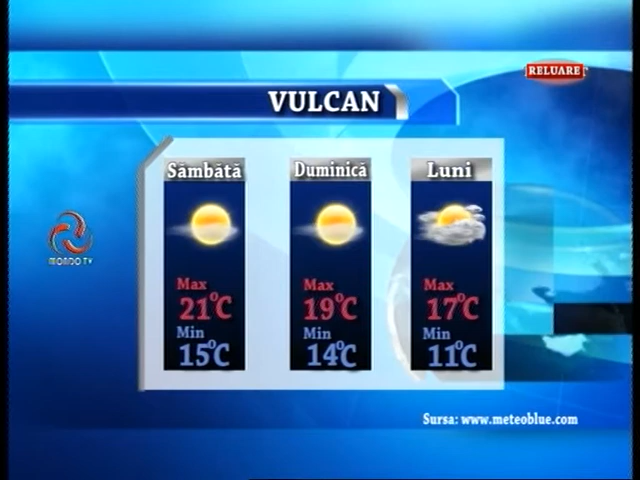 RELUARE
VULCAN
Sâmbătă Duminică Luni
Max Max Max
21°C 19°C 17°C
Min Min Min
15°C 14°C 11°C
MONDO TV
Sursa: www.meteoblue.com